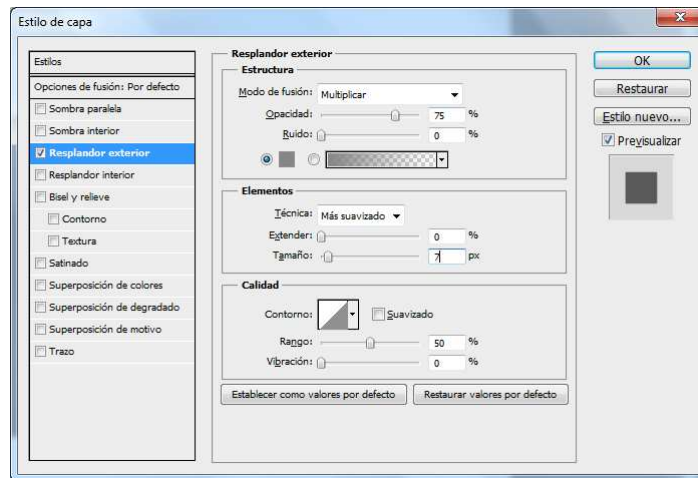 Estilo de capa
Estilos
Opciones de fusión: Por defecto
Sombra paralela
Sombra interior
Resplandor exterior
Resplandor interior
Bisel y relieve
Contorno
Textura
Satinado
Superposición de colores
Superposición de degradado
Superposición de motivo
Trazo
Resplandor exterior
Estructura
Modo de fusión: Multiplicar
Opacidad: 75 %
Ruido: 0 %
Elementos
Técnica: Más suavizado
Extender: 0 %
Tamaño: 7 px
Calidad
Contorno: Suavizado
Rango: 50 %
Vibración: 0 %
Establecer como valores por defecto
Restaurar valores por defecto
OK
Restaurar
Estilo nuevo...
Previsualizar